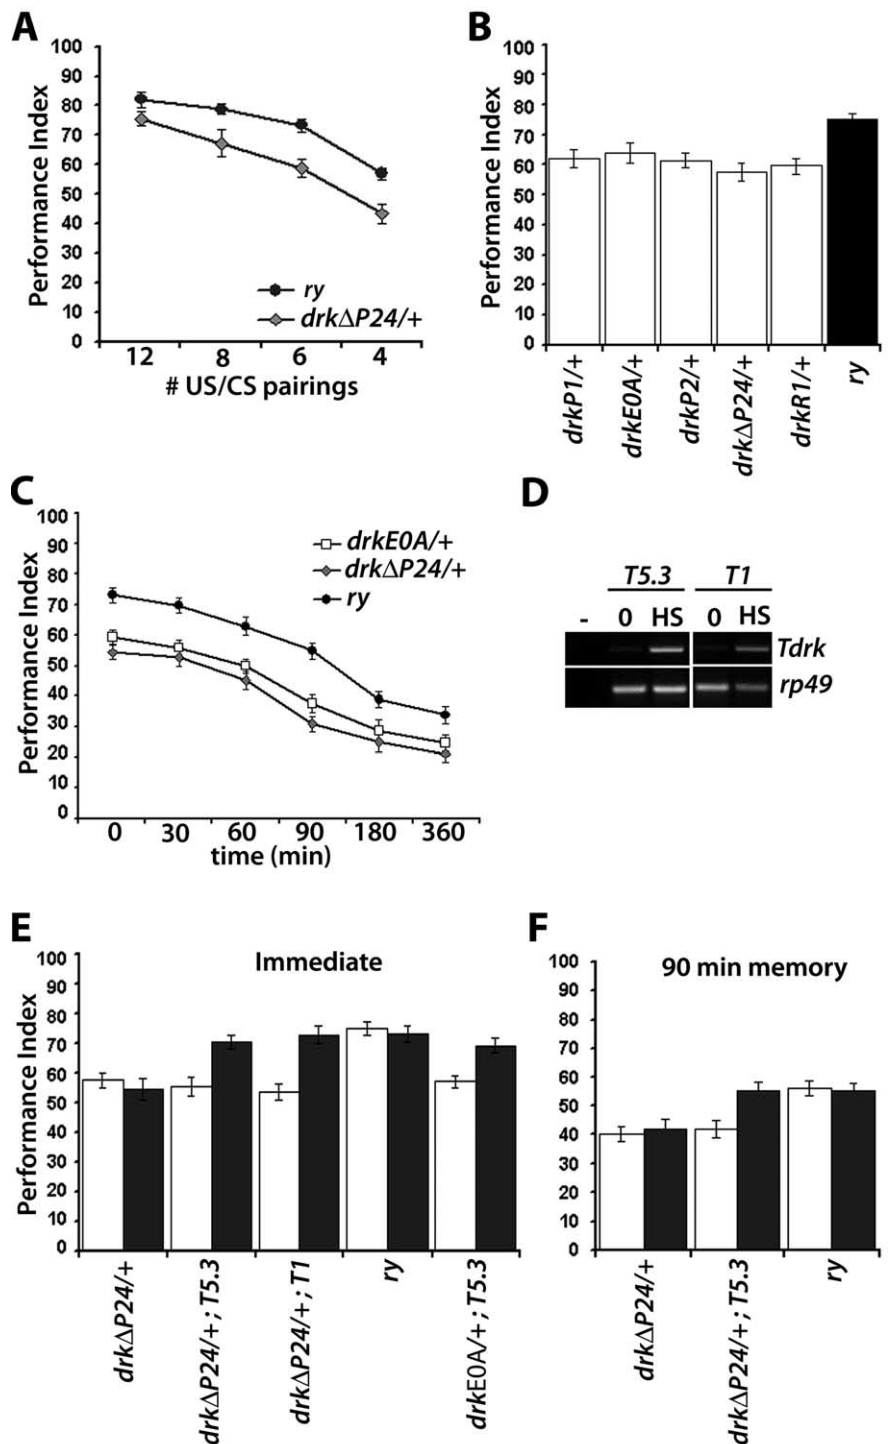 A
Performance Index
100
90
80
70
60
50
40
30
20
10
0
ry
drkΔP24/+
12 8 6 4
# US/CS pairings
B
Performance Index
100
90
80
70
60
50
40
30
20
10
0
drkP1/+
drkE0A/+
drkP2/+
drkΔP24/+
drkR1/+
ry
C
Performance Index
100
90
80
70
60
50
40
30
20
10
0
drkE0A/+
drkΔP24/+
ry
0 30 60 90 180 360
time (min)
D
T5.3 T1
- 0 HS 0 HS
Tdrk
rp49
E
Immediate
Performance Index
100
90
80
70
60
50
40
30
20
10
0
drkΔP24/+
drkΔP24/+ ; T5.3
drkΔP24/+ ; T1
ry
drkE0A/+ ; T5.3
F
90 min memory
100
90
80
70
60
50
40
30
20
10
0
drkΔP24/+
drkΔP24/+ ; T5.3
ry